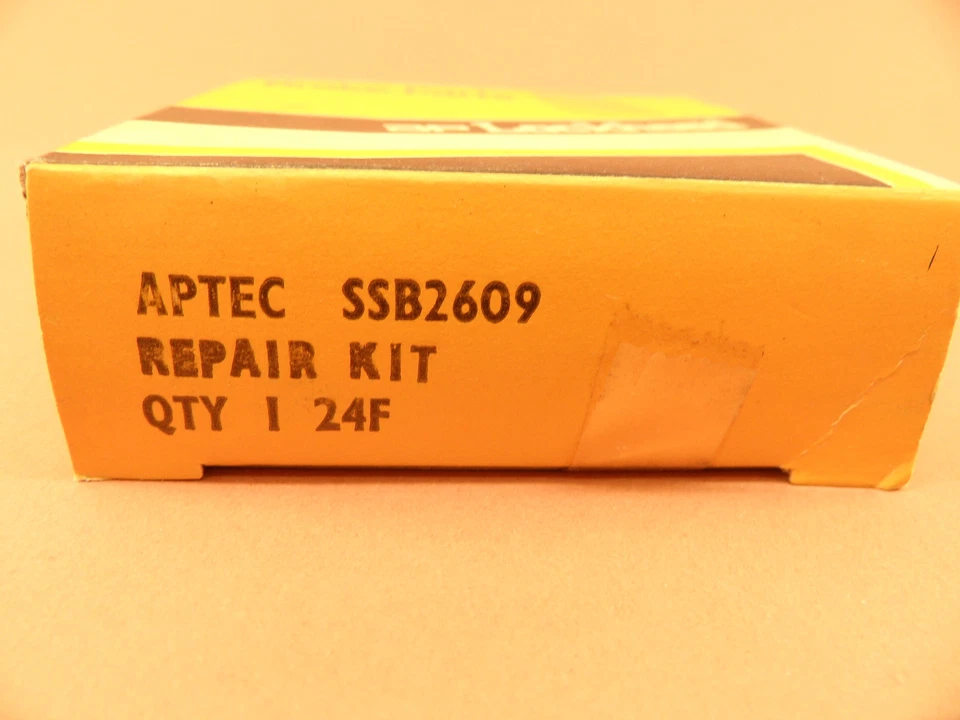 APTEC SSB2609
REPAIR KIT
QTY 1 24F